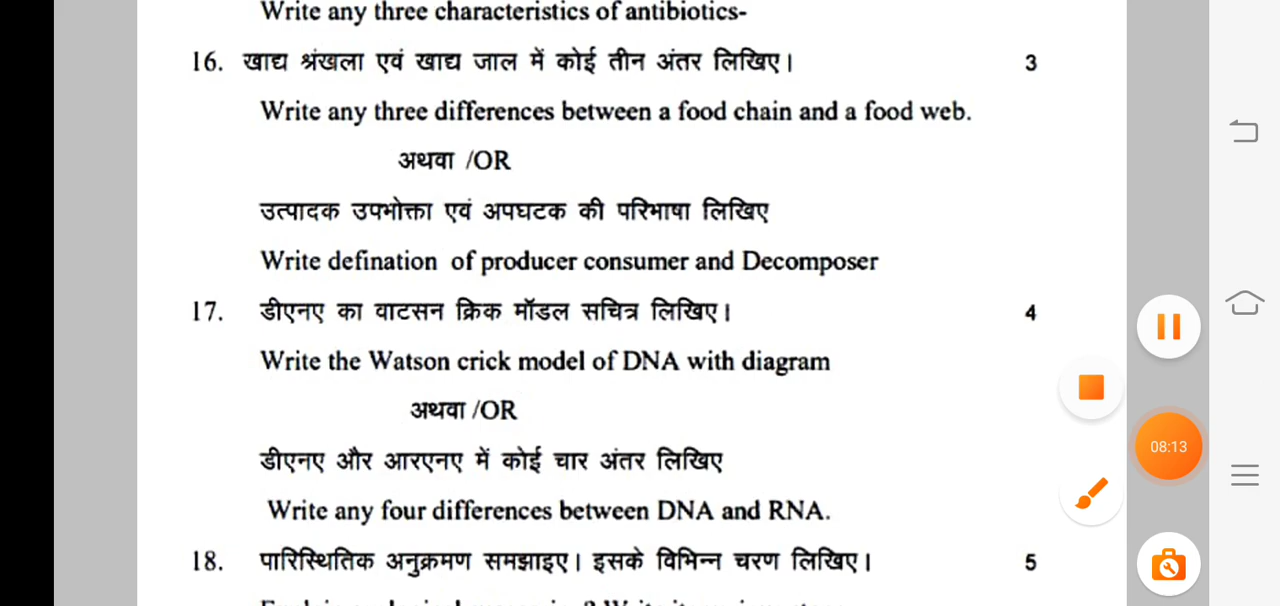 Write any three characteristics of antibiotics-
16. खाद्य श्रंखला एवं खाद्य जाल में कोई तीन अंतर लिखिए। 3
Write any three differences between a food chain and a food web.
अथवा /OR
उत्पादक उपभोक्ता एवं अपघटक की परिभाषा लिखिए
Write defination of producer consumer and Decomposer
17. डीएनए का वाटसन क्रिक मॉडल सचित्र लिखिए। 4
Write the Watson crick model of DNA with diagram
अथवा /OR
डीएनए और आरएनए में कोई चार अंतर लिखिए
08:13
Write any four differences between DNA and RNA.
18. पारिस्थितिक अनुक्रमण समझाइए। इसके विभिन्न चरण लिखिए। 5